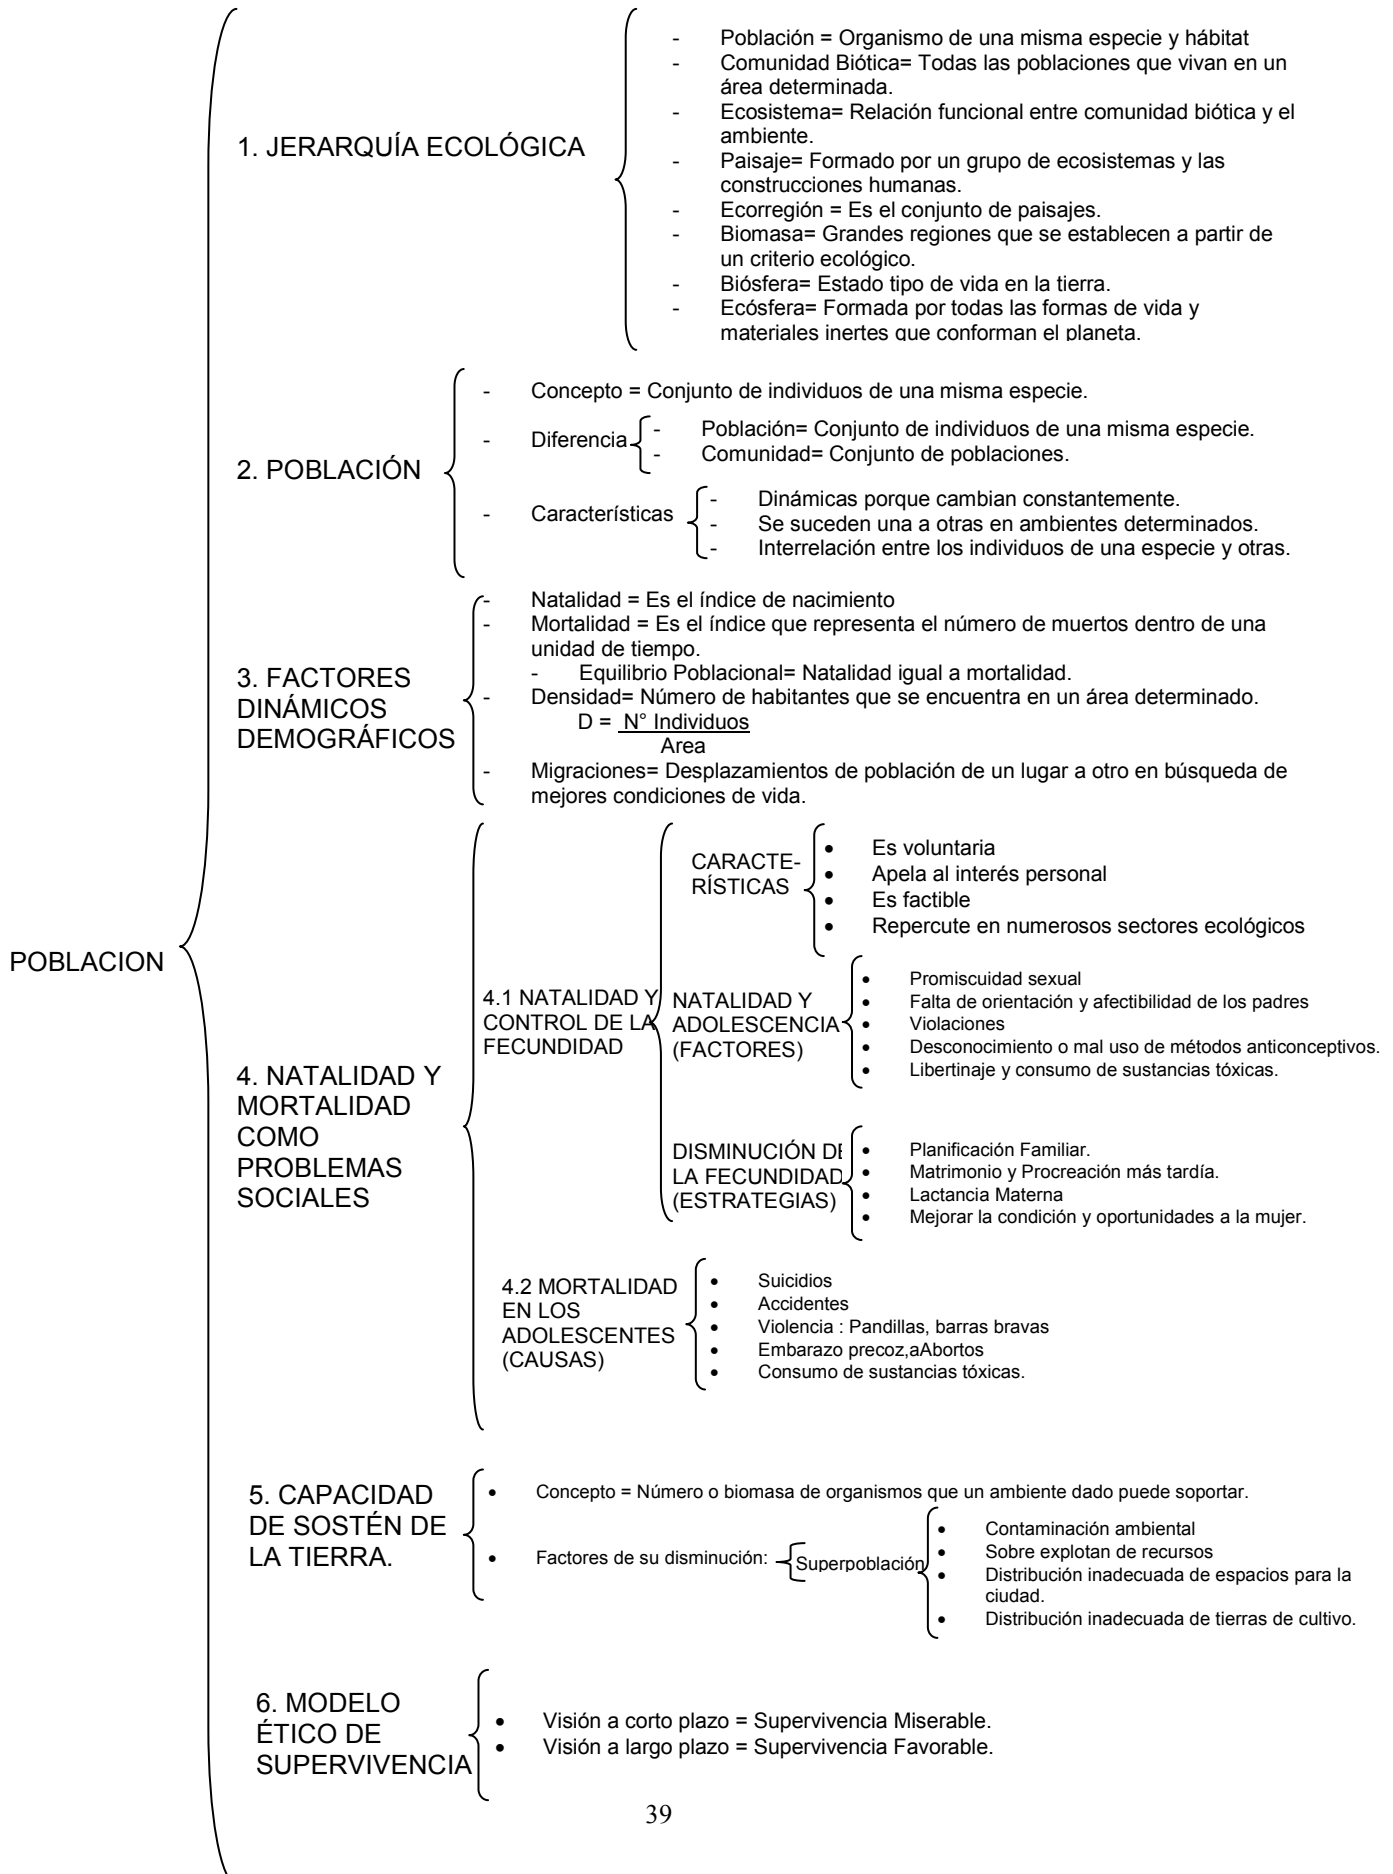 POBLACION
1. JERARQUÍA ECOLÓGICA
- Población = Organismo de una misma especie y hábitat
- Comunidad Biótica= Todas las poblaciones que vivan en un
área determinada.
- Ecosistema= Relación funcional entre comunidad biótica y el
ambiente.
- Paisaje= Formado por un grupo de ecosistemas y las
construcciones humanas.
- Ecorregión = Es el conjunto de paisajes.
- Biomasa= Grandes regiones que se establecen a partir de
un criterio ecológico.
- Biósfera= Estado tipo de vida en la tierra.
- Ecósfera= Formada por todas las formas de vida y
materiales inertes que conforman el planeta.
2. POBLACIÓN
- Concepto = Conjunto de individuos de una misma especie.
- Diferencia
- Población= Conjunto de individuos de una misma especie.
- Comunidad= Conjunto de poblaciones.
- Características
- Dinámicas porque cambian constantemente.
- Se suceden una a otras en ambientes determinados.
- Interrelación entre los individuos de una especie y otras.
3. FACTORES
DINÁMICOS
DEMOGRÁFICOS
- Natalidad = Es el índice de nacimiento
- Mortalidad = Es el índice que representa el número de muertos dentro de una
unidad de tiempo.
- Equilibrio Poblacional= Natalidad igual a mortalidad.
- Densidad= Número de habitantes que se encuentra en un área determinado.
D = N° Individuos
Area
- Migraciones= Desplazamientos de población de un lugar a otro en búsqueda de
mejores condiciones de vida.
4. NATALIDAD Y
MORTALIDAD
COMO
PROBLEMAS
SOCIALES
4.1 NATALIDAD Y
CONTROL DE LA
FECUNDIDAD
CARACTE-
RÍSTICAS
• Es voluntaria
• Apela al interés personal
• Es factible
• Repercute en numerosos sectores ecológicos
NATALIDAD Y
ADOLESCENCIA
(FACTORES)
• Promiscuidad sexual
• Falta de orientación y afectibilidad de los padres
• Violaciones
• Desconocimiento o mal uso de métodos anticonceptivos.
• Libertinaje y consumo de sustancias tóxicas.
DISMINUCIÓN DE
LA FECUNDIDAD
(ESTRATEGIAS)
• Planificación Familiar.
• Matrimonio y Procreación más tardía.
• Lactancia Materna
• Mejorar la condición y oportunidades a la mujer.
4.2 MORTALIDAD
EN LOS
ADOLESCENTES
(CAUSAS)
• Suicidios
• Accidentes
• Violencia : Pandillas, barras bravas
• Embarazo precoz,aAbortos
• Consumo de sustancias tóxicas.
5. CAPACIDAD
DE SOSTÉN DE
LA TIERRA.
• Concepto = Número o biomasa de organismos que un ambiente dado puede soportar.
• Factores de su disminución:
Superpoblación
• Contaminación ambiental
• Sobre explotan de recursos
• Distribución inadecuada de espacios para la
ciudad.
• Distribución inadecuada de tierras de cultivo.
6. MODELO
ÉTICO DE
SUPERVIVENCIA
• Visión a corto plazo = Supervivencia Miserable.
• Visión a largo plazo = Supervivencia Favorable.
39